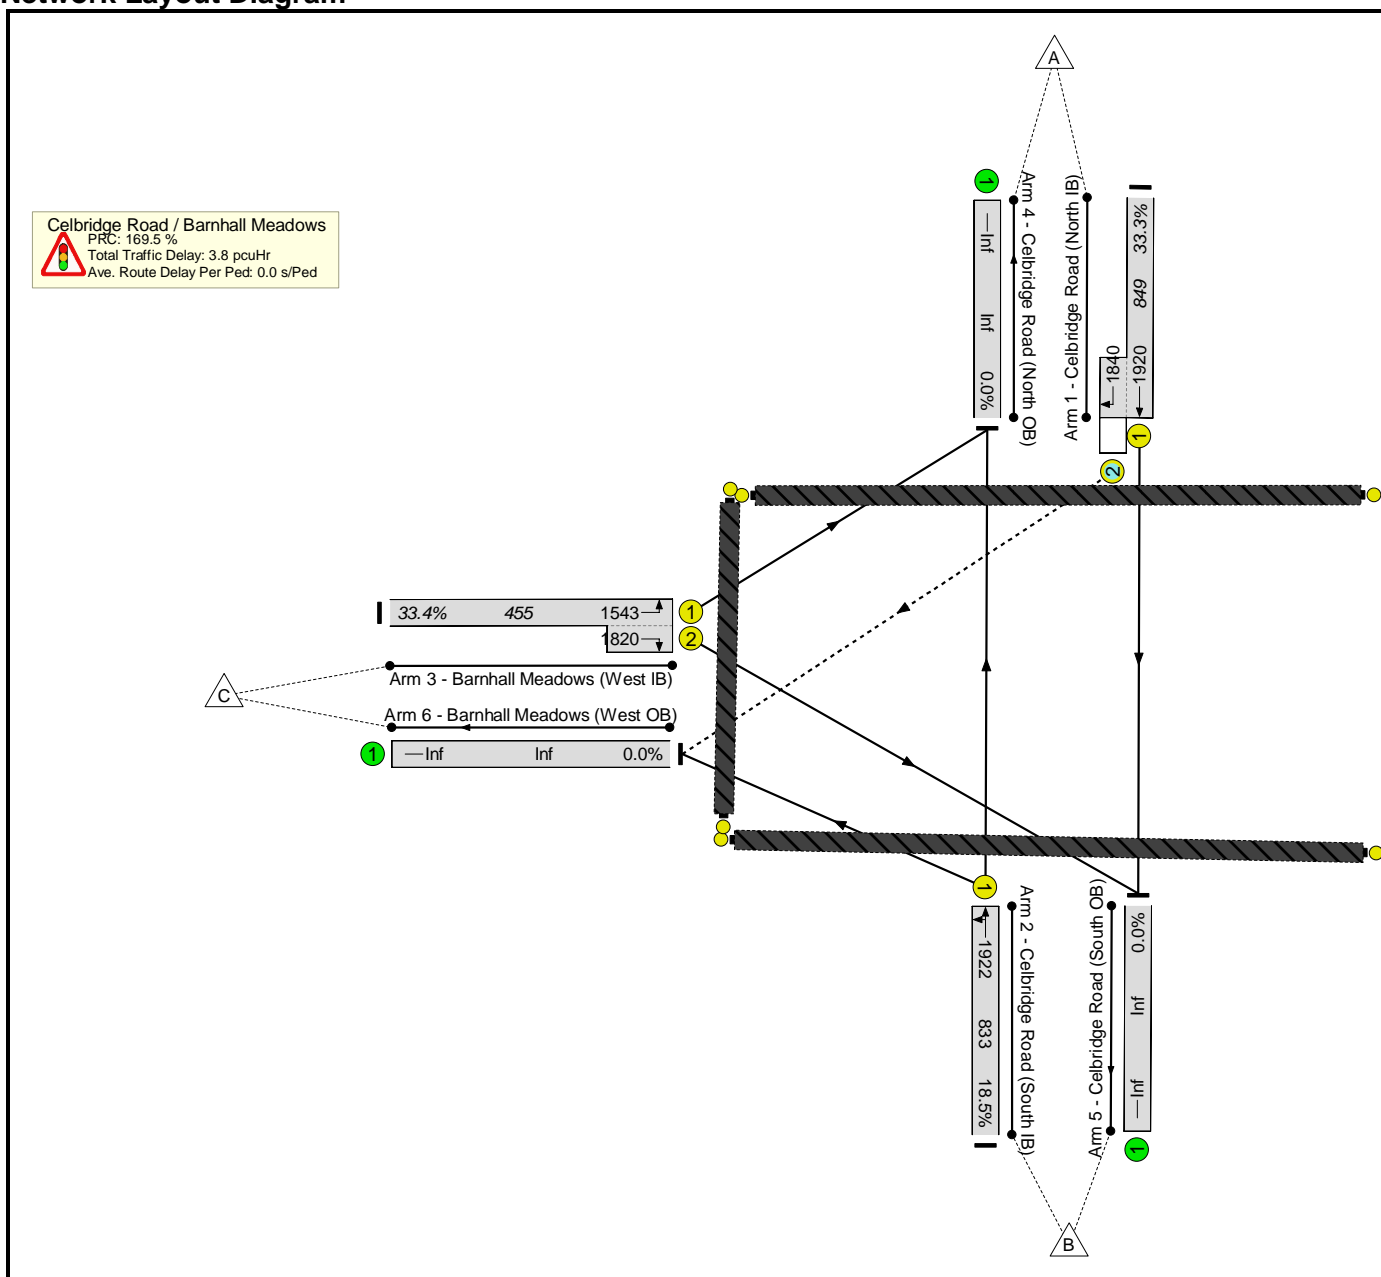 Network Layout Diagram
A
Celbridge Road / Barnhall Meadows
PRC: 169.5 %
Total Traffic Delay: 3.8 pcuHr
Ave. Route Delay Per Ped: 0.0 s/Ped
1
Inf Inf 0.0%
Arm 4 - Celbridge Road (North OB)
Arm 1 - Celbridge Road (North IB)
1840
1920 849 33.3%
1
2
33.4% 455 1543
1820
1
2
Arm 3 - Barnhall Meadows (West IB)
C
Arm 6 - Barnhall Meadows (West OB)
1
Inf Inf 0.0%
1
1922 833 18.5%
Arm 2 - Celbridge Road (South IB)
Arm 5 - Celbridge Road (South OB)
Inf Inf 0.0%
1
B